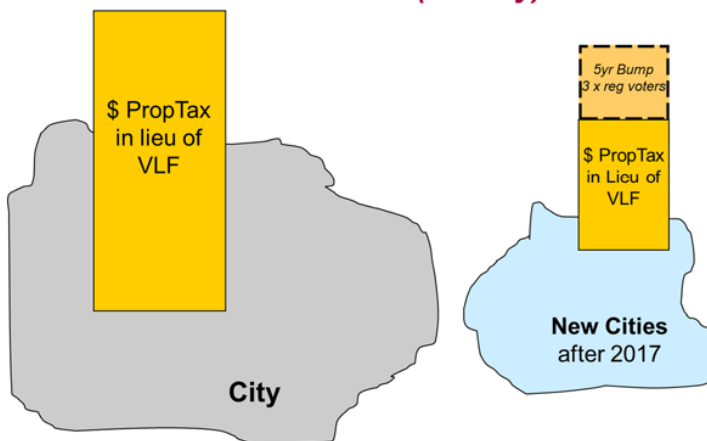 $ PropTax
in lieu of
VLF
City
5yr Bump
3 x reg voters
$ PropTax
in Lieu of
VLF
New Cities
after 2017